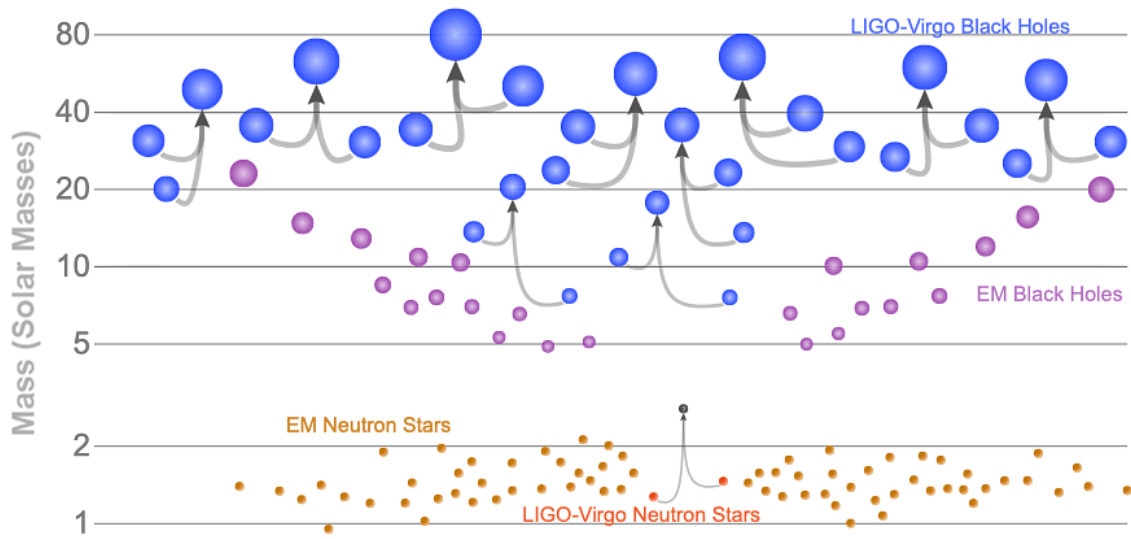 80
LIGO-Virgo Black Holes
40
20
10
EM Black Holes
5
Mass (Solar Masses)
EM Neutron Stars
2
LIGO-Virgo Neutron Stars
1
?